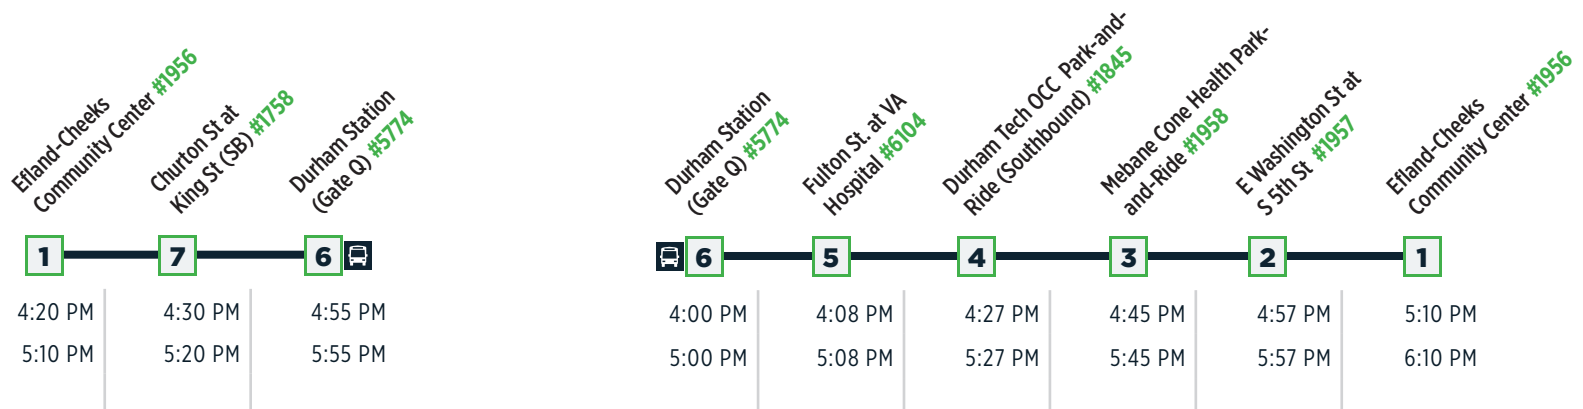 Efland-Cheeks
Community Center #1956
Churton St at
King St (SB) #1758
Durham Station
(Gate Q) #5774
1
7
6
4:20 PM
4:30 PM
4:55 PM
5:10 PM
5:20 PM
5:55 PM
Durham Station
(Gate Q) #5774
Fulton St. at VA
Hospital #6104
Durham Tech OCC Park-and-
Ride (Southbound) #1845
Mebane Cone Health Park-
and-Ride #1958
E Washington St at
S 5th St #1957
Efland-Cheeks
Community Center #1956
6
5
4
3
2
1
4:00 PM
4:08 PM
4:27 PM
4:45 PM
4:57 PM
5:10 PM
5:00 PM
5:08 PM
5:27 PM
5:45 PM
5:57 PM
6:10 PM